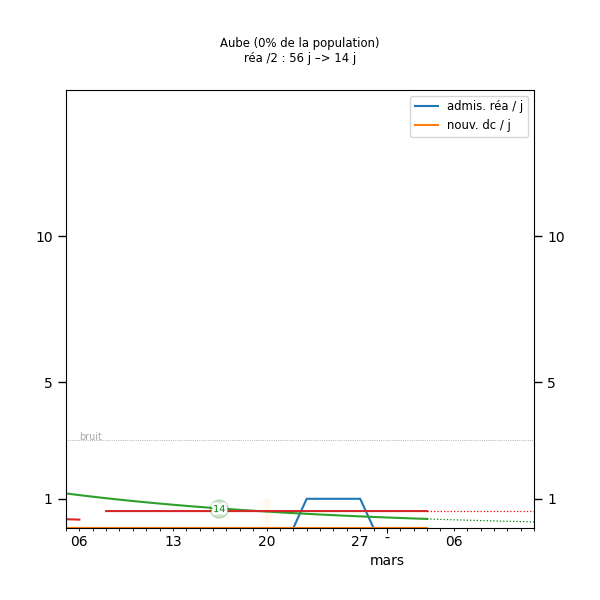 Aube (0% de la population)
réa /2 : 56 j –> 14 j
admis. réa / j
nouv. dc / j
10
10
5
5
bruit
1
1
14
06
13
20
27
-
06
mars